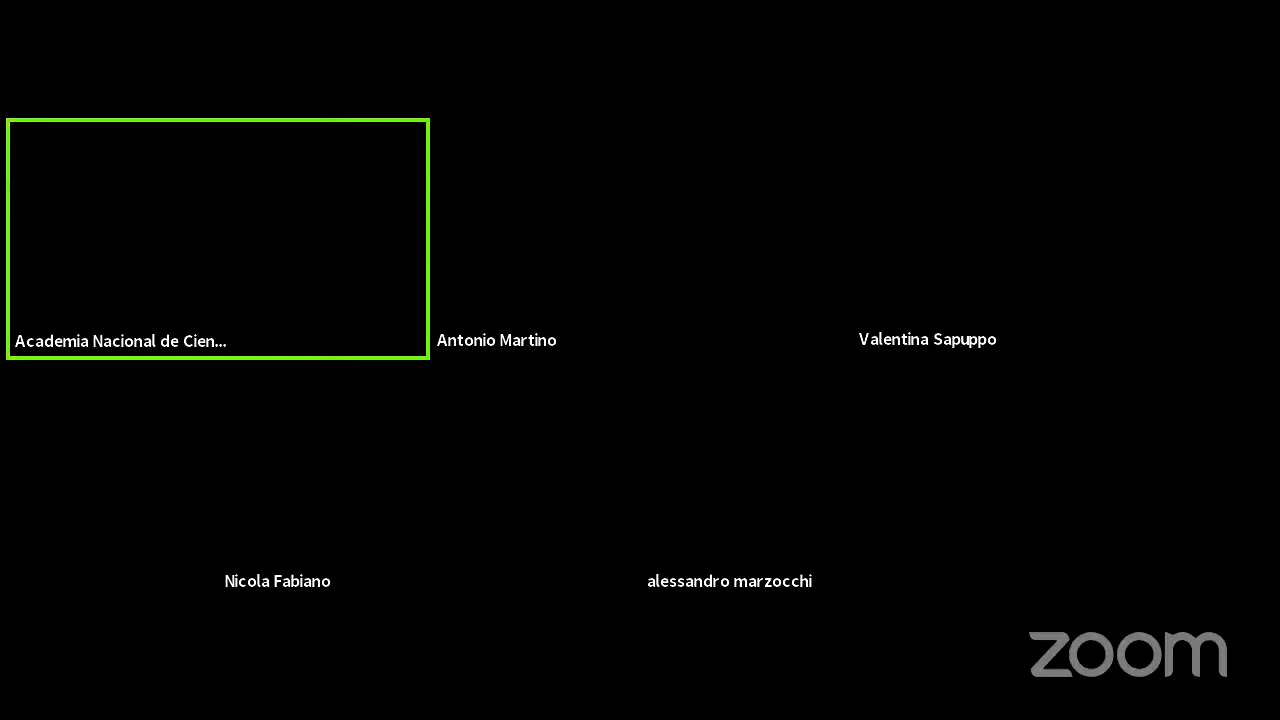 Academia Nacional de Cien...
Antonio Martino
Valentina Sapuppo
Nicola Fabiano
alessandro marzocchi
zoom